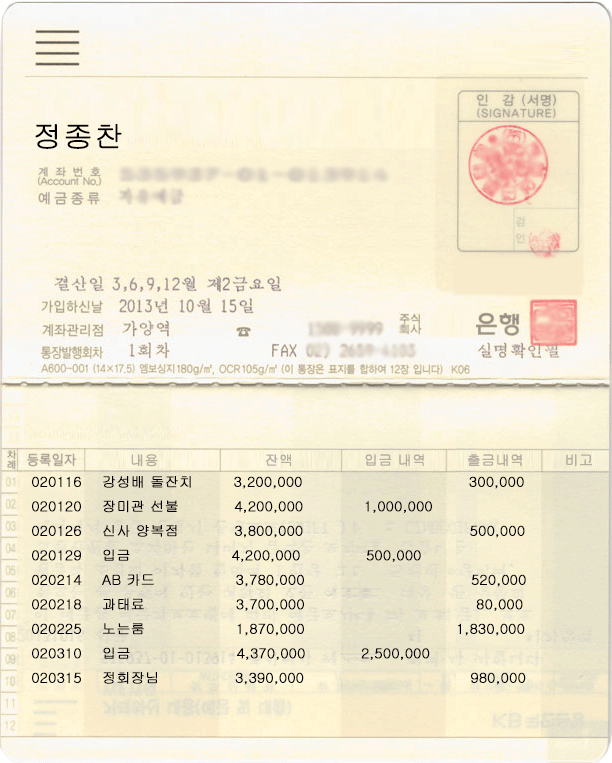 정종찬
인 감 (서명)
(SIGNATURE)
계 좌 번 호
(Account No.)
예 금 종 류
검
인
결산일 3,6,9,12월 제2금요일
가입하신날 2013년 10월 15일
계좌관리점 가양역 ☎ 주식회사 은행
통장발행회차 1회차 FAX 실명확인필
A600-001 (14×17.5) 엠보싱지180g/㎡, OCR105g/㎡ (이 통장은 표지를 합하여 12장 입니다) K06
차례 등록일자 내용 잔액 입금 내역 출금내역 비고
01 020116 강성배 돌잔치 3,200,000 300,000
02 020120 장미관 선불 4,200,000 1,000,000
03 020126 신사 양복점 3,800,000 500,000
04 020129 입금 4,200,000 500,000
05 020214 AB 카드 3,780,000 520,000
06 020218 과태료 3,700,000 80,000
07 020225 노는룸 1,870,000 1,830,000
09 020310 입금 4,370,000 2,500,000
10 020315 정회장님 3,390,000 980,000
11
12